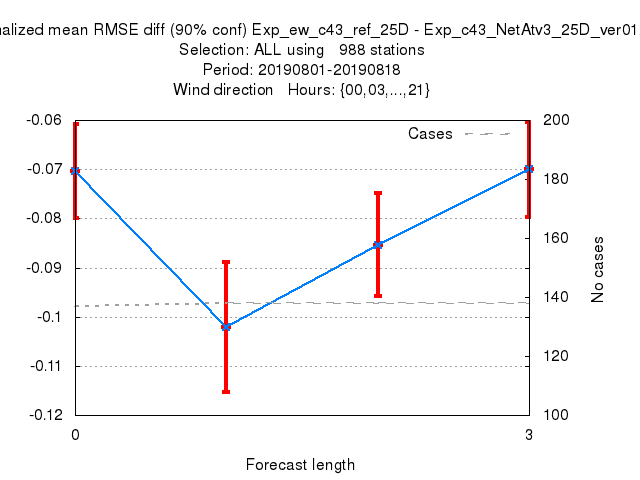 nalized mean RMSE diff (90% conf) Exp_ew_c43_ref_25D - Exp_c43_NetAtv3_25D_ver01
Selection: ALL using 988 stations
Period: 20190801-20190818
Wind direction Hours: {00,03,...,21}
Cases
-0.06
-0.07
-0.08
-0.09
-0.1
-0.11
-0.12
200
180
160
140
120
100
No cases
0
3
Forecast length